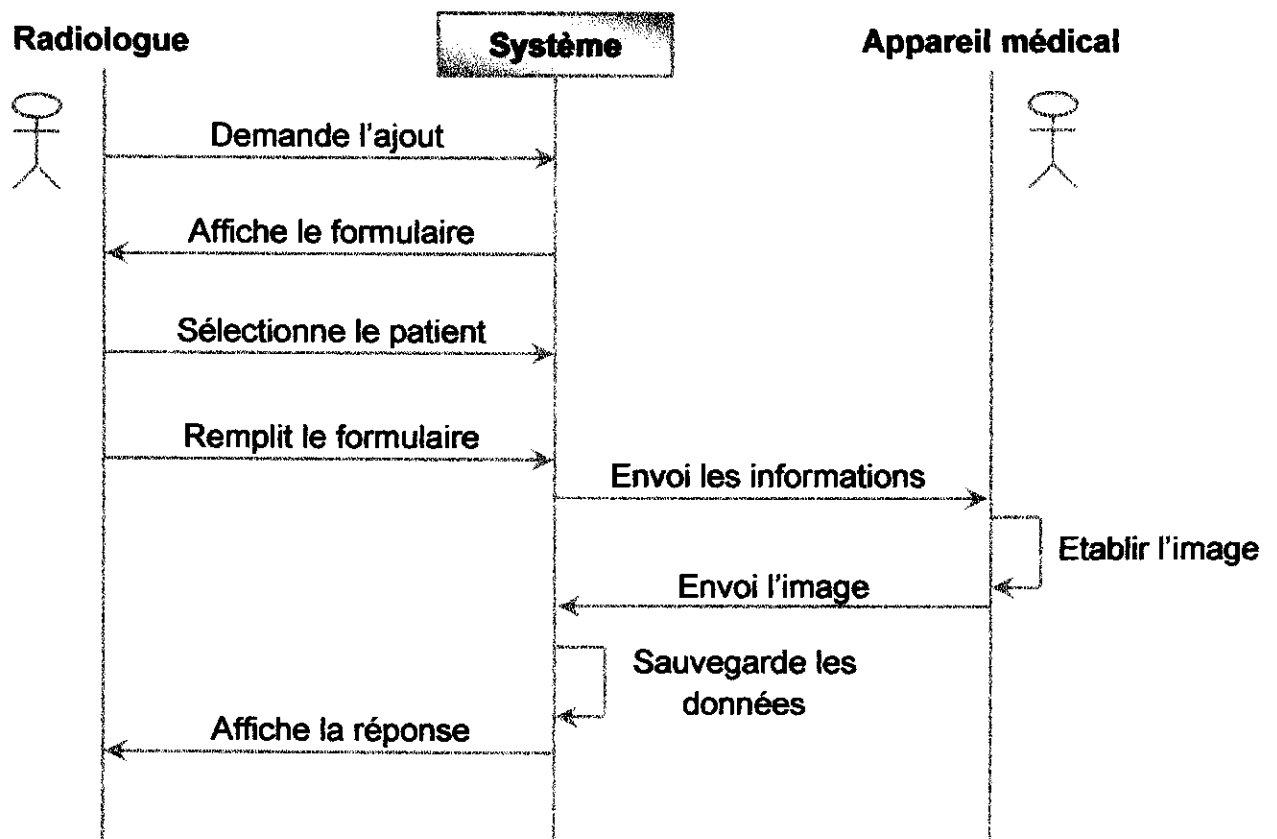 Radiologue
Système
Appareil médical
Demande l'ajout
Affiche le formulaire
Sélectionne le patient
Remplit le formulaire
Envoi les informations
Etablir l'image
Envoi l'image
Sauvegarde les
données
Affiche la réponse